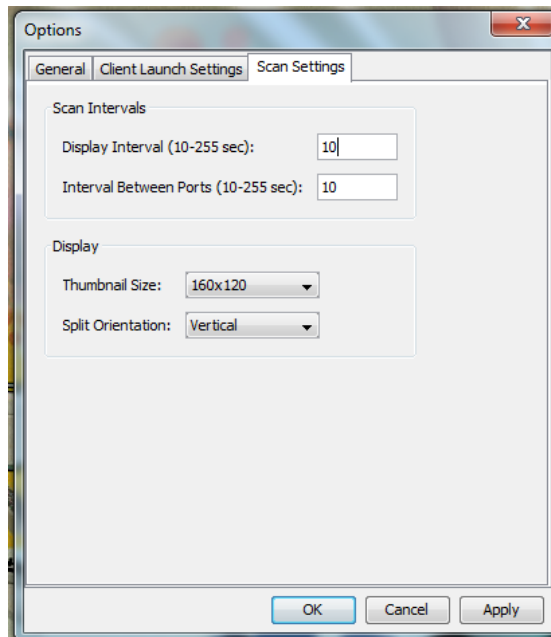 Options
General Client Launch Settings Scan Settings
Scan Intervals
Display Interval (10-255 sec): 10
Interval Between Ports (10-255 sec): 10
Display
Thumbnail Size: 160x120
Split Orientation: Vertical
OK Cancel Apply